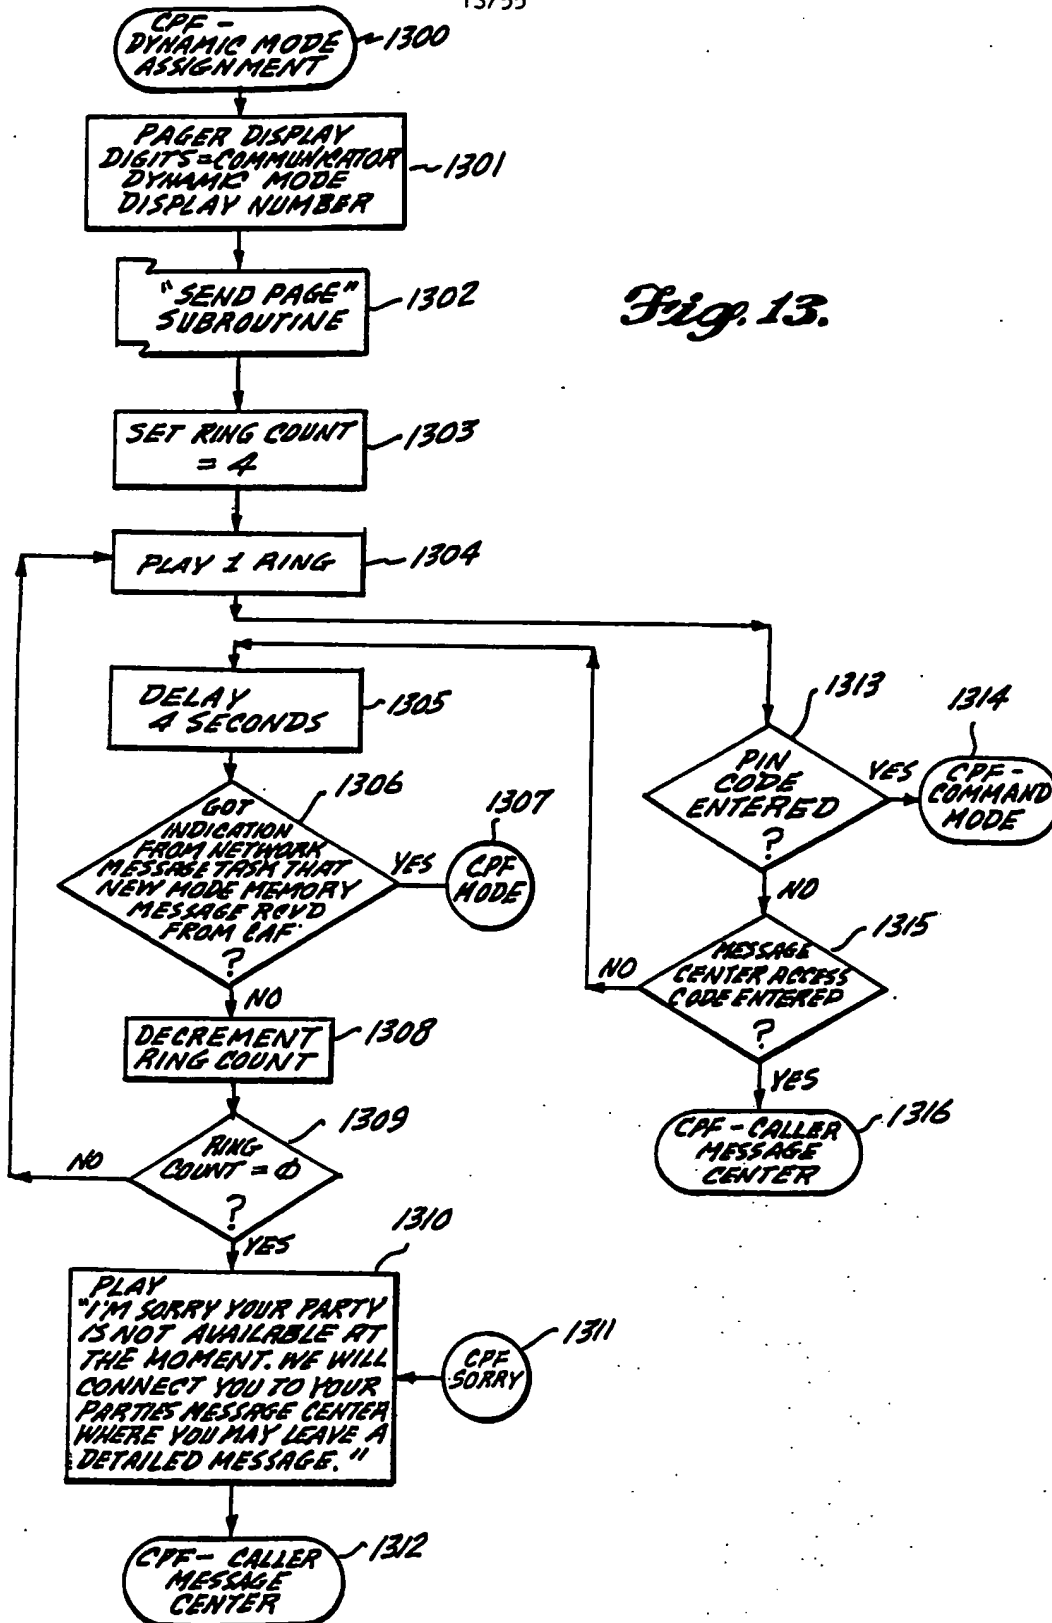 13/55
CPF -
DYNAMIC MODE
ASSIGNMENT
1300
PAGER DISPLAY
DIGITS = COMMUNICATOR
DYNAMIC MODE
DISPLAY NUMBER
1301
"SEND PAGE"
SUBROUTINE
1302
Fig. 13.
SET RING COUNT
= 4
1303
PLAY 1 RING
1304
DELAY
4 SECONDS
1305
GOT
INDICATION
FROM NETWORK
MESSAGE TASK THAT
NEW MODE MEMORY
MESSAGE RCV'D
FROM CAF
?
1306
YES
CPF
MODE
1307
NO
DECREMENT
RING COUNT
1308
RING
COUNT = Ø
?
1309
NO
YES
PLAY
"I'M SORRY YOUR PARTY
IS NOT AVAILABLE AT
THE MOMENT. WE WILL
CONNECT YOU TO YOUR
PARTIES MESSAGE CENTER
WHERE YOU MAY LEAVE A
DETAILED MESSAGE."
1310
CPF
SORRY
1311
CPF - CALLER
MESSAGE
CENTER
1312
PIN
CODE
ENTERED
?
1313
YES
CPF -
COMMAND
MODE
1314
NO
MESSAGE
CENTER ACCESS
CODE ENTERED
?
1315
NO
YES
CPF - CALLER
MESSAGE
CENTER
1316